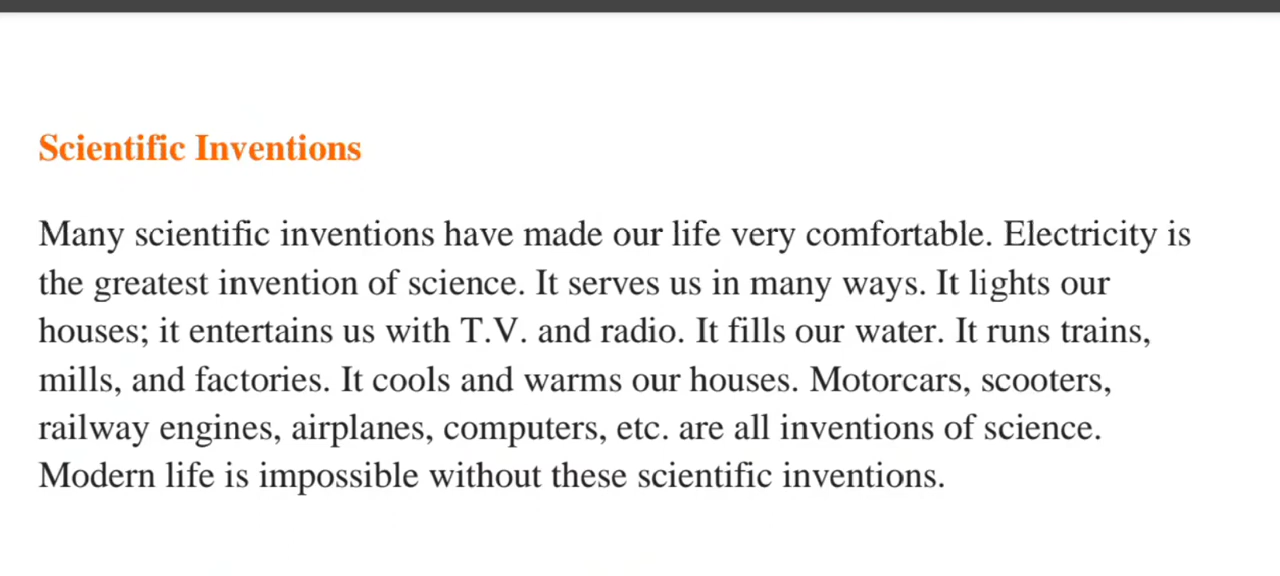 Scientific Inventions
Many scientific inventions have made our life very comfortable. Electricity is
the greatest invention of science. It serves us in many ways. It lights our
houses; it entertains us with T.V. and radio. It fills our water. It runs trains,
mills, and factories. It cools and warms our houses. Motorcars, scooters,
railway engines, airplanes, computers, etc. are all inventions of science.
Modern life is impossible without these scientific inventions.